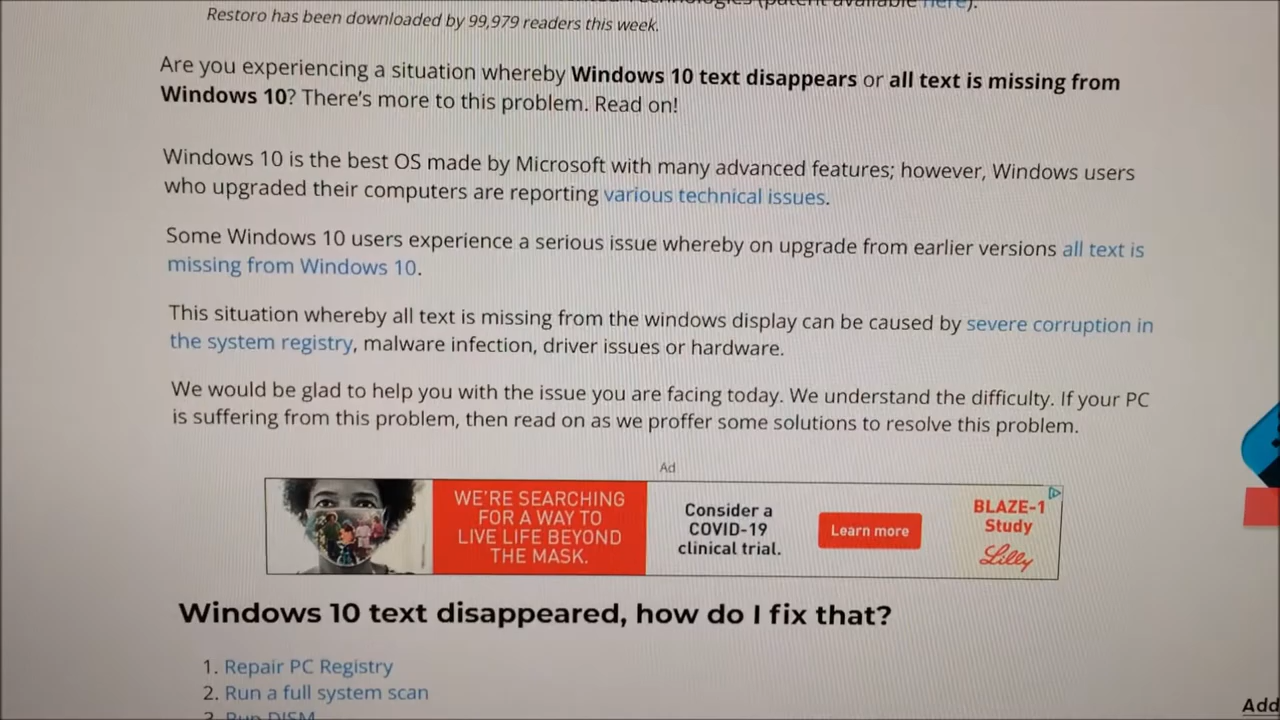 (patent available here).
Restoro has been downloaded by 99,979 readers this week.
Are you experiencing a situation whereby Windows 10 text disappears or all text is missing from
Windows 10? There's more to this problem. Read on!
Windows 10 is the best OS made by Microsoft with many advanced features; however, Windows users
who upgraded their computers are reporting various technical issues.
Some Windows 10 users experience a serious issue whereby on upgrade from earlier versions all text is
missing from Windows 10.
This situation whereby all text is missing from the windows display can be caused by severe corruption in
the system registry, malware infection, driver issues or hardware.
We would be glad to help you with the issue you are facing today. We understand the difficulty. If your PC
is suffering from this problem, then read on as we proffer some solutions to resolve this problem.
Ad
WE'RE SEARCHING
FOR A WAY TO
LIVE LIFE BEYOND
THE MASK.
Consider a
COVID-19
clinical trial.
Learn more
BLAZE-1
Study
Lilly
Windows 10 text disappeared, how do I fix that?
1. Repair PC Registry
2. Run a full system scan
3. Run DISM
Add